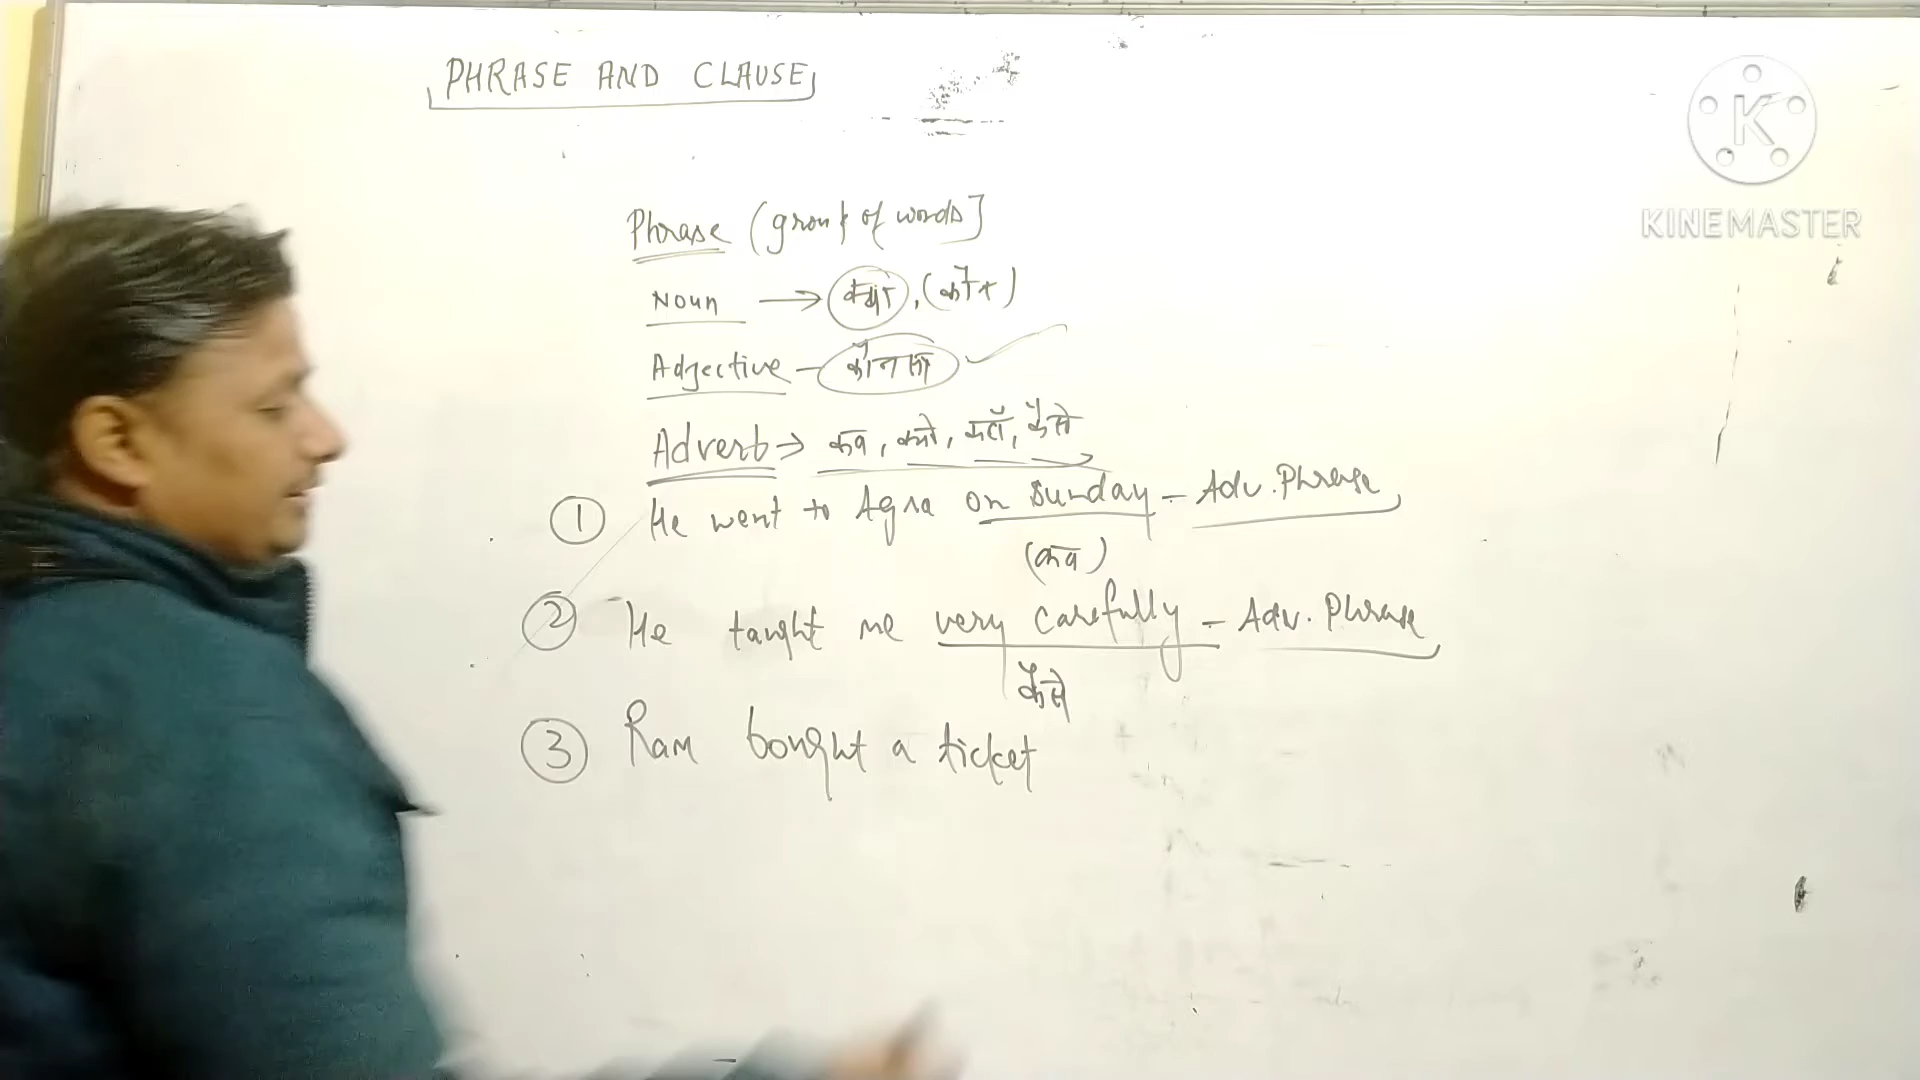 PHRASE AND CLAUSE
Phrase (group of words]
Noun → क्या, (कौन)
Adjective – कौन सा
Adverb → कब, क्यों, कहाँ, कैसे
① He went to Agra on Sunday – Adv. Phrase
(कब)
② He taught me very carefully – Adv. Phrase
कैसे
③ Ram bought a ticket
K
KINEMASTER